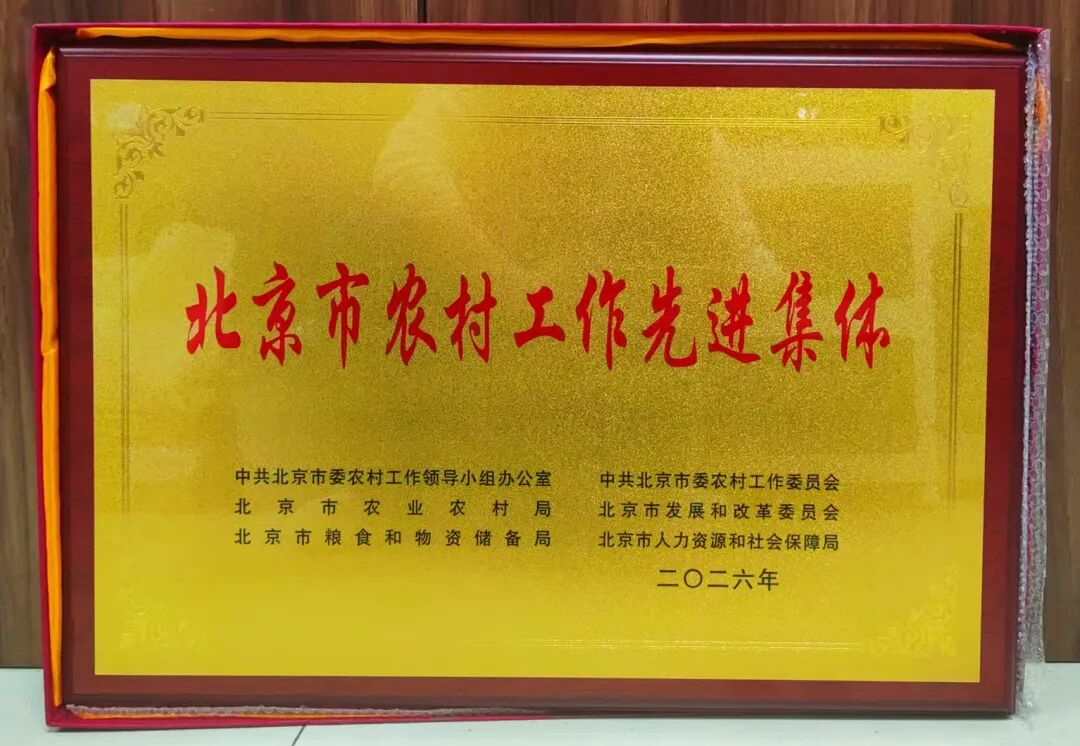 北京市农村工作先进集体
中共北京市委农村工作领导小组办公室
北京市农业农村局
北京市粮食和物资储备局
中共北京市委农村工作委员会
北京市发展和改革委员会
北京市人力资源和社会保障局
二〇二六年